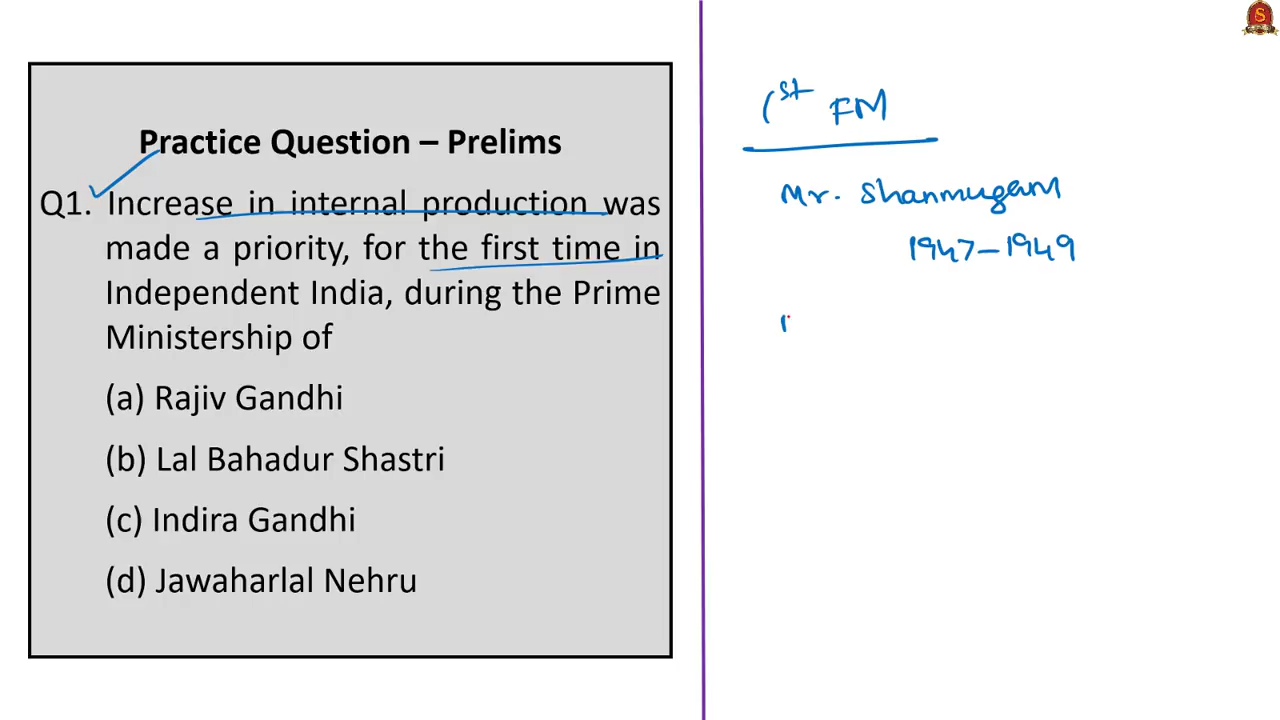 Practice Question – Prelims
Q1. Increase in internal production was
made a priority, for the first time in
Independent India, during the Prime
Ministership of
(a) Rajiv Gandhi
(b) Lal Bahadur Shastri
(c) Indira Gandhi
(d) Jawaharlal Nehru
1st FM
Mr. Shanmugam
1947-1949